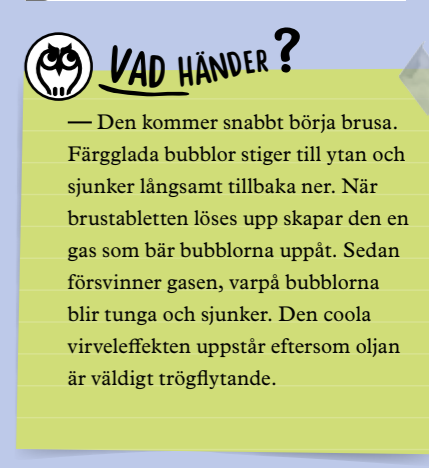 VAD HÄNDER?
— Den kommer snabbt börja brusa.
Färgglada bubblor stiger till ytan och
sjunker långsamt tillbaka ner. När
brustabletten löses upp skapar den en
gas som bär bubblorna uppåt. Sedan
försvinner gasen, varpå bubblorna
blir tunga och sjunker. Den coola
virveleffekten uppstår eftersom oljan
är väldigt trögflytande.